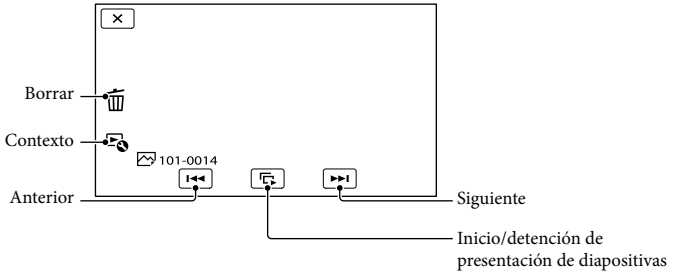 Borrar
Contexto
101-0014
Anterior
Siguiente
Inicio/detención de
presentación de diapositivas